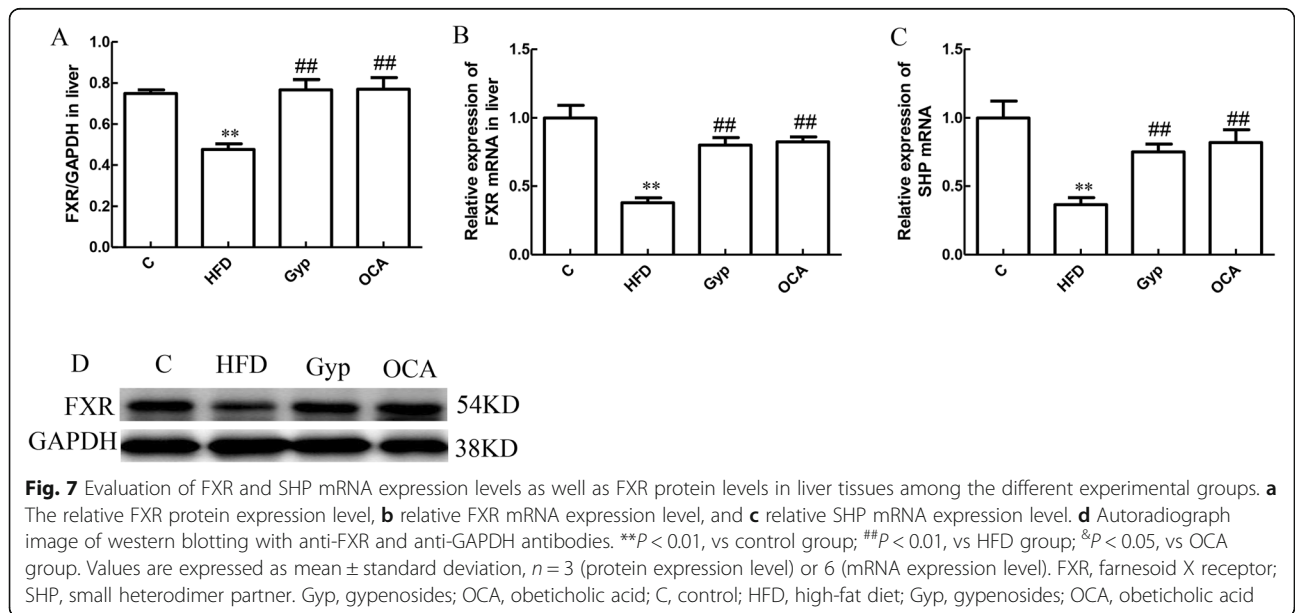 A
FXR/GAPDH in liver
1.0
0.8
0.6
0.4
0.2
0.0
**
##
##
C
HFD
Gyp
OCA
B
Relative expression of
FXR mRNA in liver
1.5
1.0
0.5
0.0
**
##
##
C
HFD
Gyp
OCA
C
Relative expression of
SHP mRNA
1.5
1.0
0.5
0.0
**
##
##
C
HFD
Gyp
OCA
D C HFD Gyp OCA
FXR 54KD
GAPDH 38KD
Fig. 7 Evaluation of FXR and SHP mRNA expression levels as well as FXR protein levels in liver tissues among the different experimental groups. a
The relative FXR protein expression level, b relative FXR mRNA expression level, and c relative SHP mRNA expression level. d Autoradiograph
image of western blotting with anti-FXR and anti-GAPDH antibodies. **P < 0.01, vs control group; ##P < 0.01, vs HFD group; &P < 0.05, vs OCA
group. Values are expressed as mean ± standard deviation, n = 3 (protein expression level) or 6 (mRNA expression level). FXR, farnesoid X receptor;
SHP, small heterodimer partner. Gyp, gypenosides; OCA, obeticholic acid; C, control; HFD, high-fat diet; Gyp, gypenosides; OCA, obeticholic acid